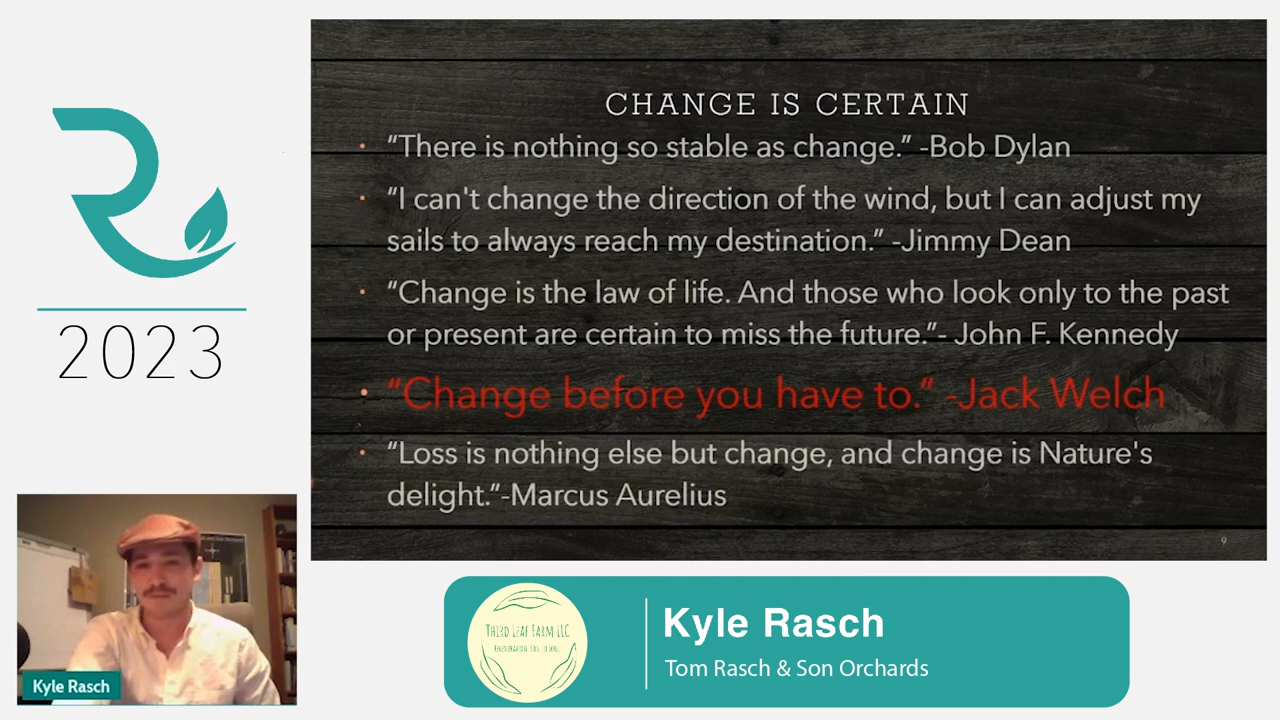 2023
CHANGE IS CERTAIN
• “There is nothing so stable as change.” -Bob Dylan
• “I can't change the direction of the wind, but I can adjust my
sails to always reach my destination.” -Jimmy Dean
• “Change is the law of life. And those who look only to the past
or present are certain to miss the future.”- John F. Kennedy
• “Change before you have to.” -Jack Welch
• “Loss is nothing else but change, and change is Nature's
delight.”-Marcus Aurelius
9
Kyle Rasch
THIRD LEAF FARM LLC
REGENERATION: SOIL TO SOUL
Kyle Rasch
Tom Rasch & Son Orchards